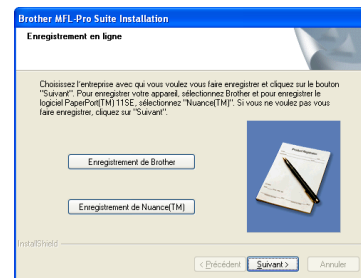 Brother MFL-Pro Suite Installation
Enregistrement en ligne
Choisissez l'entreprise avec qui vous voulez vous faire enregistrer et cliquez sur le bouton
"Suivant". Pour enregistrer votre appareil, sélectionnez Brother et pour enregistrer le
logiciel PaperPort(TM) 11SE, sélectionnez "Nuance(TM)". Si vous ne voulez pas vous
faire enregistrer, cliquez sur "Suivant".
Enregistrement de Brother
Enregistrement de Nuance(TM)
InstallShield
< Précédent
Suivant >
Annuler